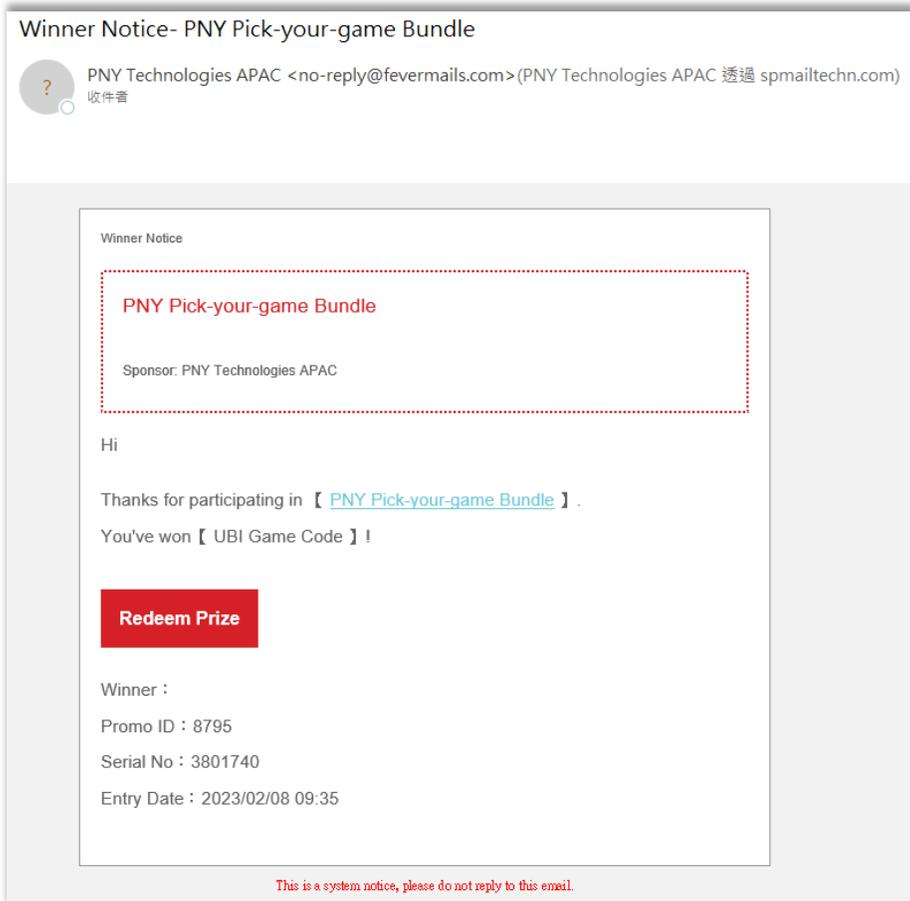 Winner Notice- PNY Pick-your-game Bundle
?
PNY Technologies APAC <no-reply@fevermails.com>(PNY Technologies APAC 透過 spmailtechn.com)
收件者
Winner Notice
PNY Pick-your-game Bundle
Sponsor: PNY Technologies APAC
Hi
Thanks for participating in【 PNY Pick-your-game Bundle 】.
You've won【 UBI Game Code 】!
Redeem Prize
Winner：
Promo ID：8795
Serial No：3801740
Entry Date：2023/02/08 09:35
This is a system notice, please do not reply to this email.